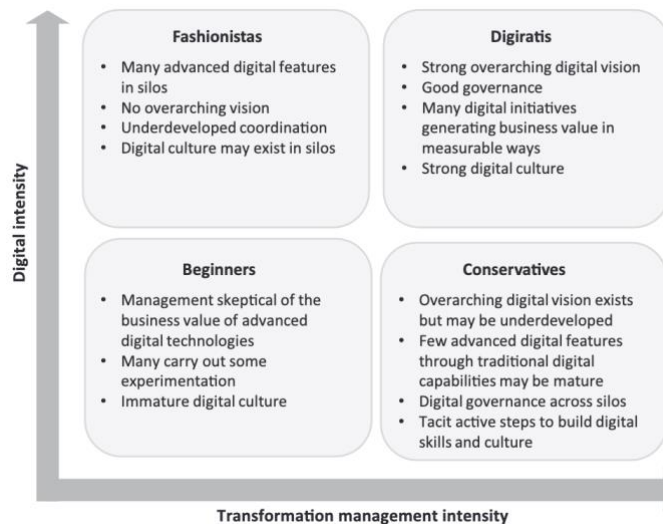 Digital intensity
Fashionistas
• Many advanced digital features
in silos
• No overarching vision
• Underdeveloped coordination
• Digital culture may exist in silos
Digiratis
• Strong overarching digital vision
• Good governance
• Many digital initiatives
generating business value in
measurable ways
• Strong digital culture
Beginners
• Management skeptical of the
business value of advanced
digital technologies
• Many carry out some
experimentation
• Immature digital culture
Conservatives
• Overarching digital vision exists
but may be underdeveloped
• Few advanced digital features
through traditional digital
capabilities may be mature
• Digital governance across silos
• Tacit active steps to build digital
skills and culture
Transformation management intensity